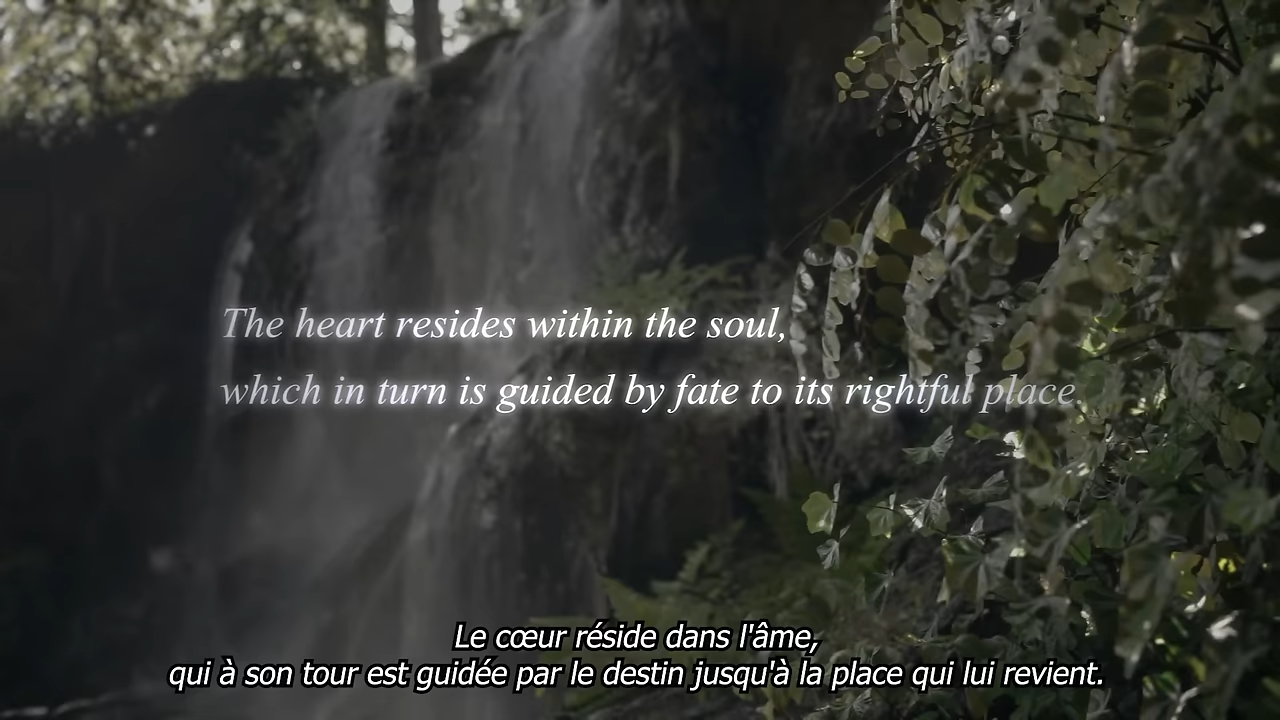 The heart resides within the soul,
which in turn is guided by fate to its rightful place.
Le cœur réside dans l'âme,
qui à son tour est guidée par le destin jusqu'à la place qui lui revient.